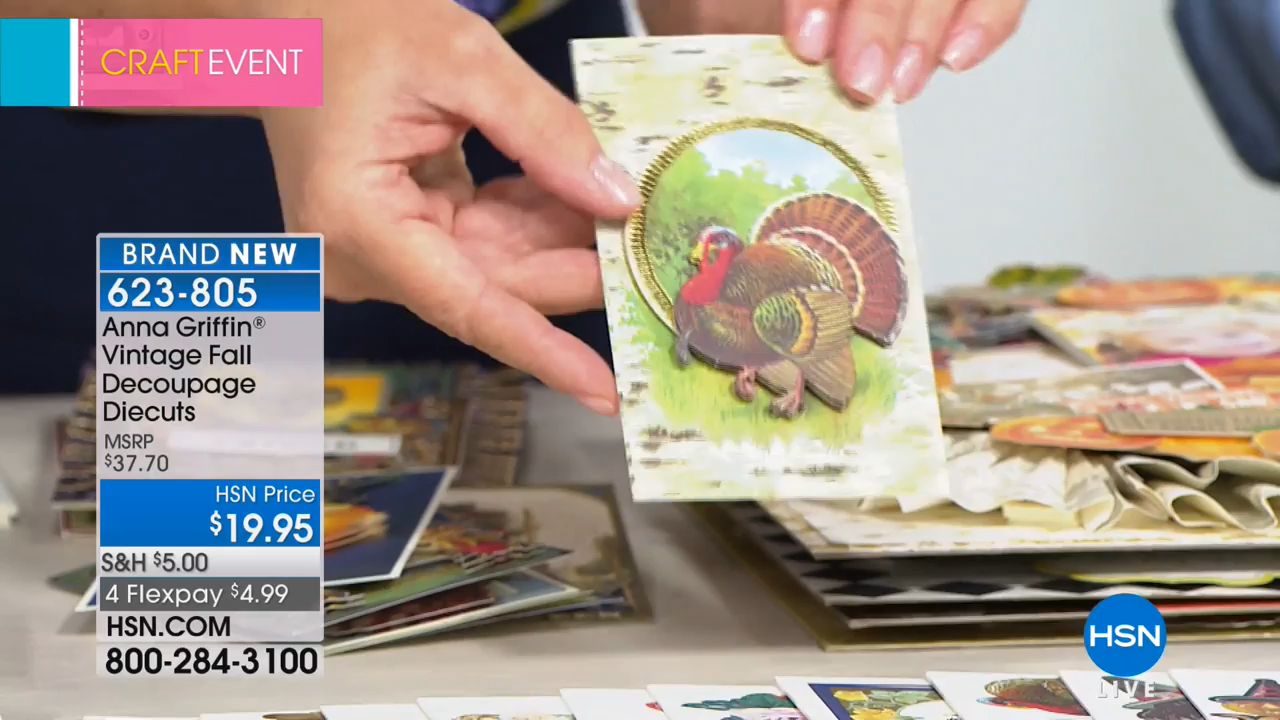 CRAFT EVENT
BRAND NEW
623-805
Anna Griffin®
Vintage Fall
Decoupage
Diecuts
MSRP
$37.70
HSN Price
$19.95
S&H $5.00
4 Flexpay $4.99
HSN.COM
800-284-3100
HSN
LIVE